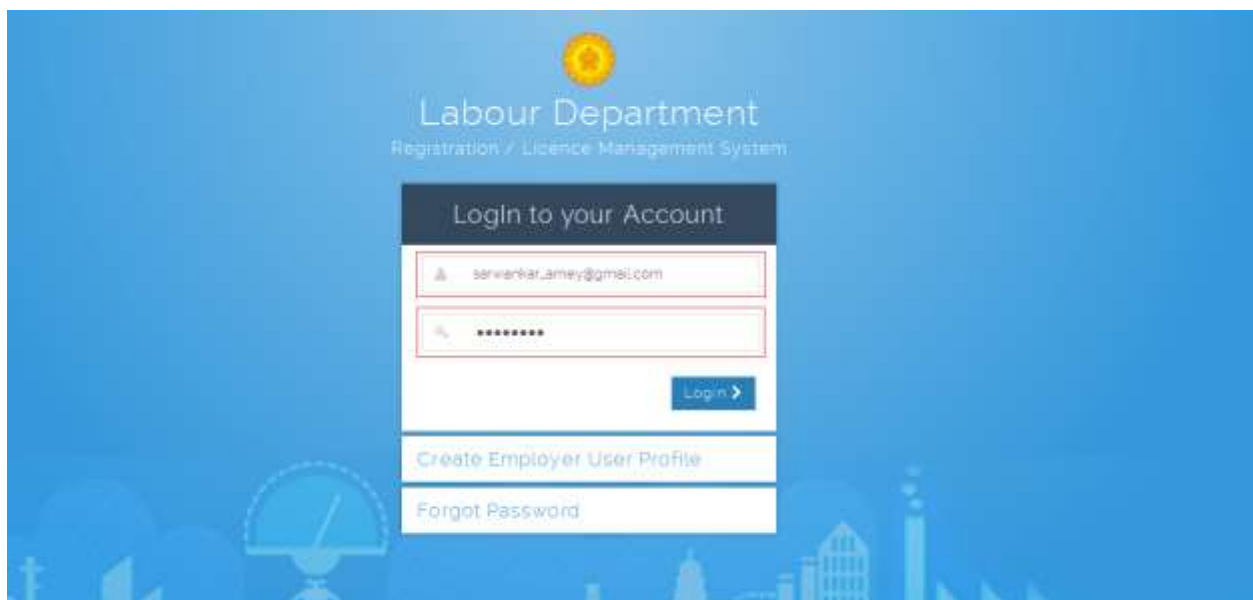 Labour Department
Registration / Licence Management System
LogIn to your Account
sarwankar_amey@gmail.com
••••••••
Login
Create Employer User Profile
Forgot Password